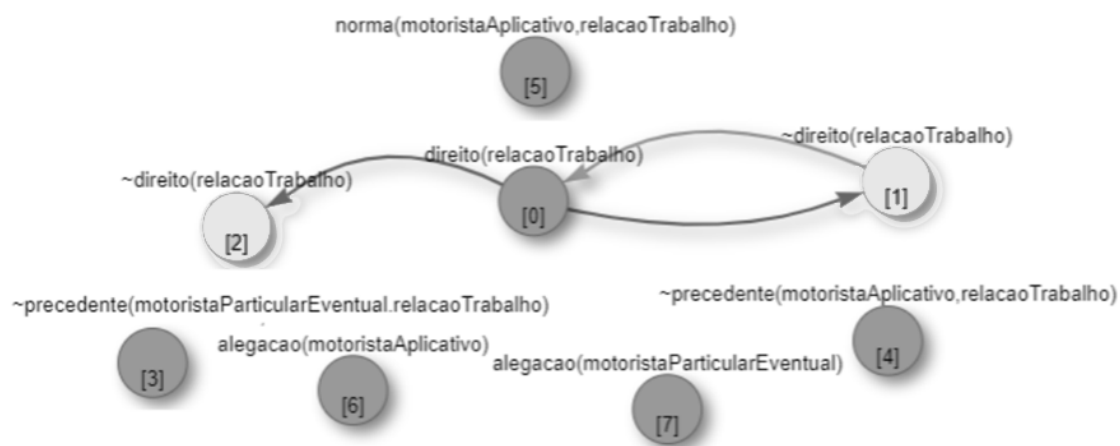 norma(motoristaAplicativo,relacaoTrabalho)
[5]
~direito(relacaoTrabalho)
direito(relacaoTrabalho)
~direito(relacaoTrabalho)
[1]
[0]
[2]
~precedente(motoristaParticularEventual.relacaoTrabalho)
~precedente(motoristaAplicativo,relacaoTrabalho)
alegacao(motoristaAplicativo)
alegacao(motoristaParticularEventual)
[4]
[3]
[6]
[7]